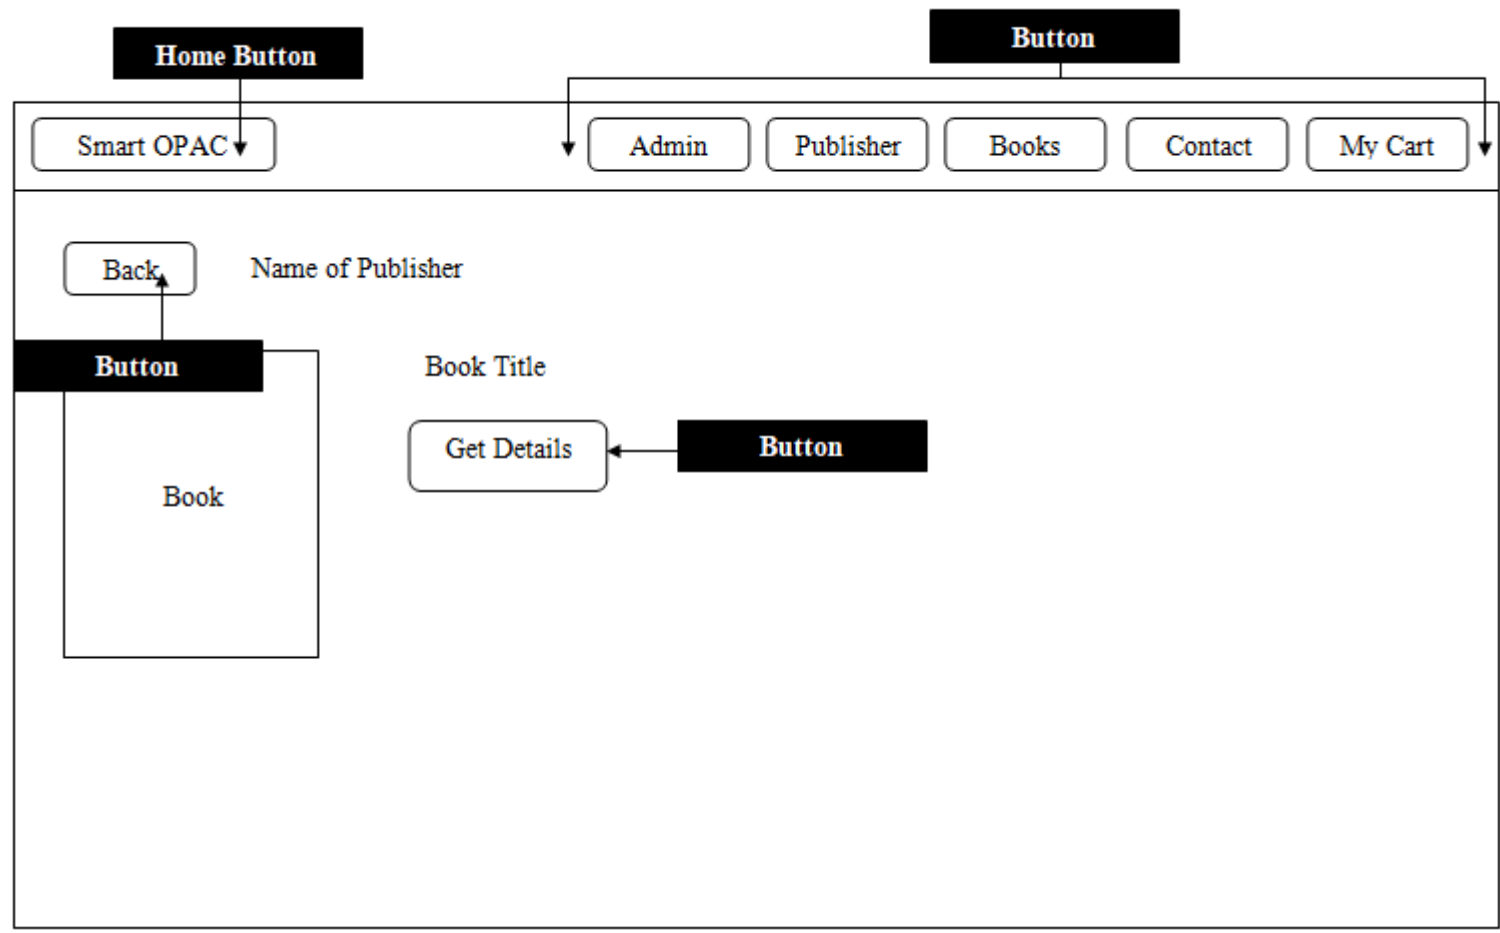 Home Button
Button
Smart OPAC
Admin
Publisher
Books
Contact
My Cart
Back
Name of Publisher
Button
Book Title
Get Details
Button
Book